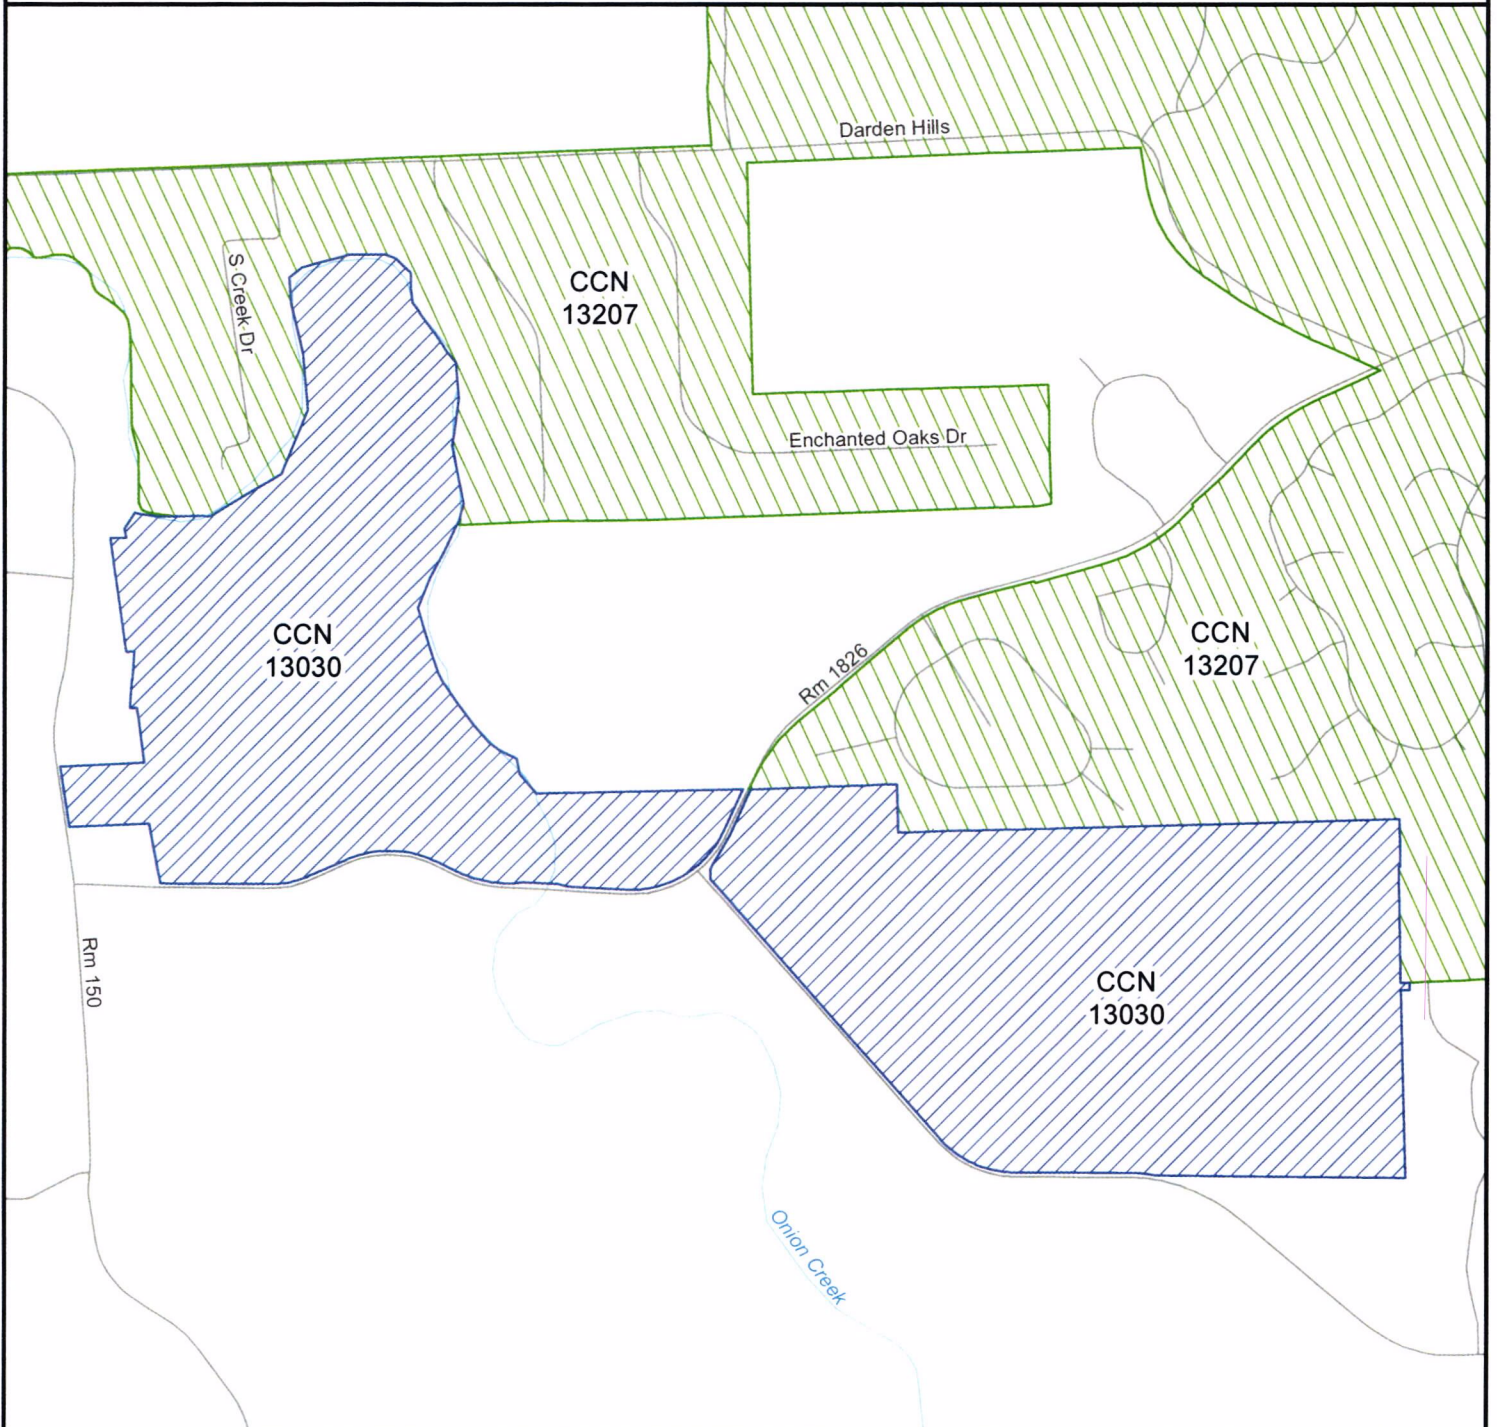 Darden Hills
S Creek Dr
CCN
13207
Enchanted Oaks Dr
CCN
13030
CCN
13207
Rm 1826
Rm 150
CCN
13030
Onion Creek